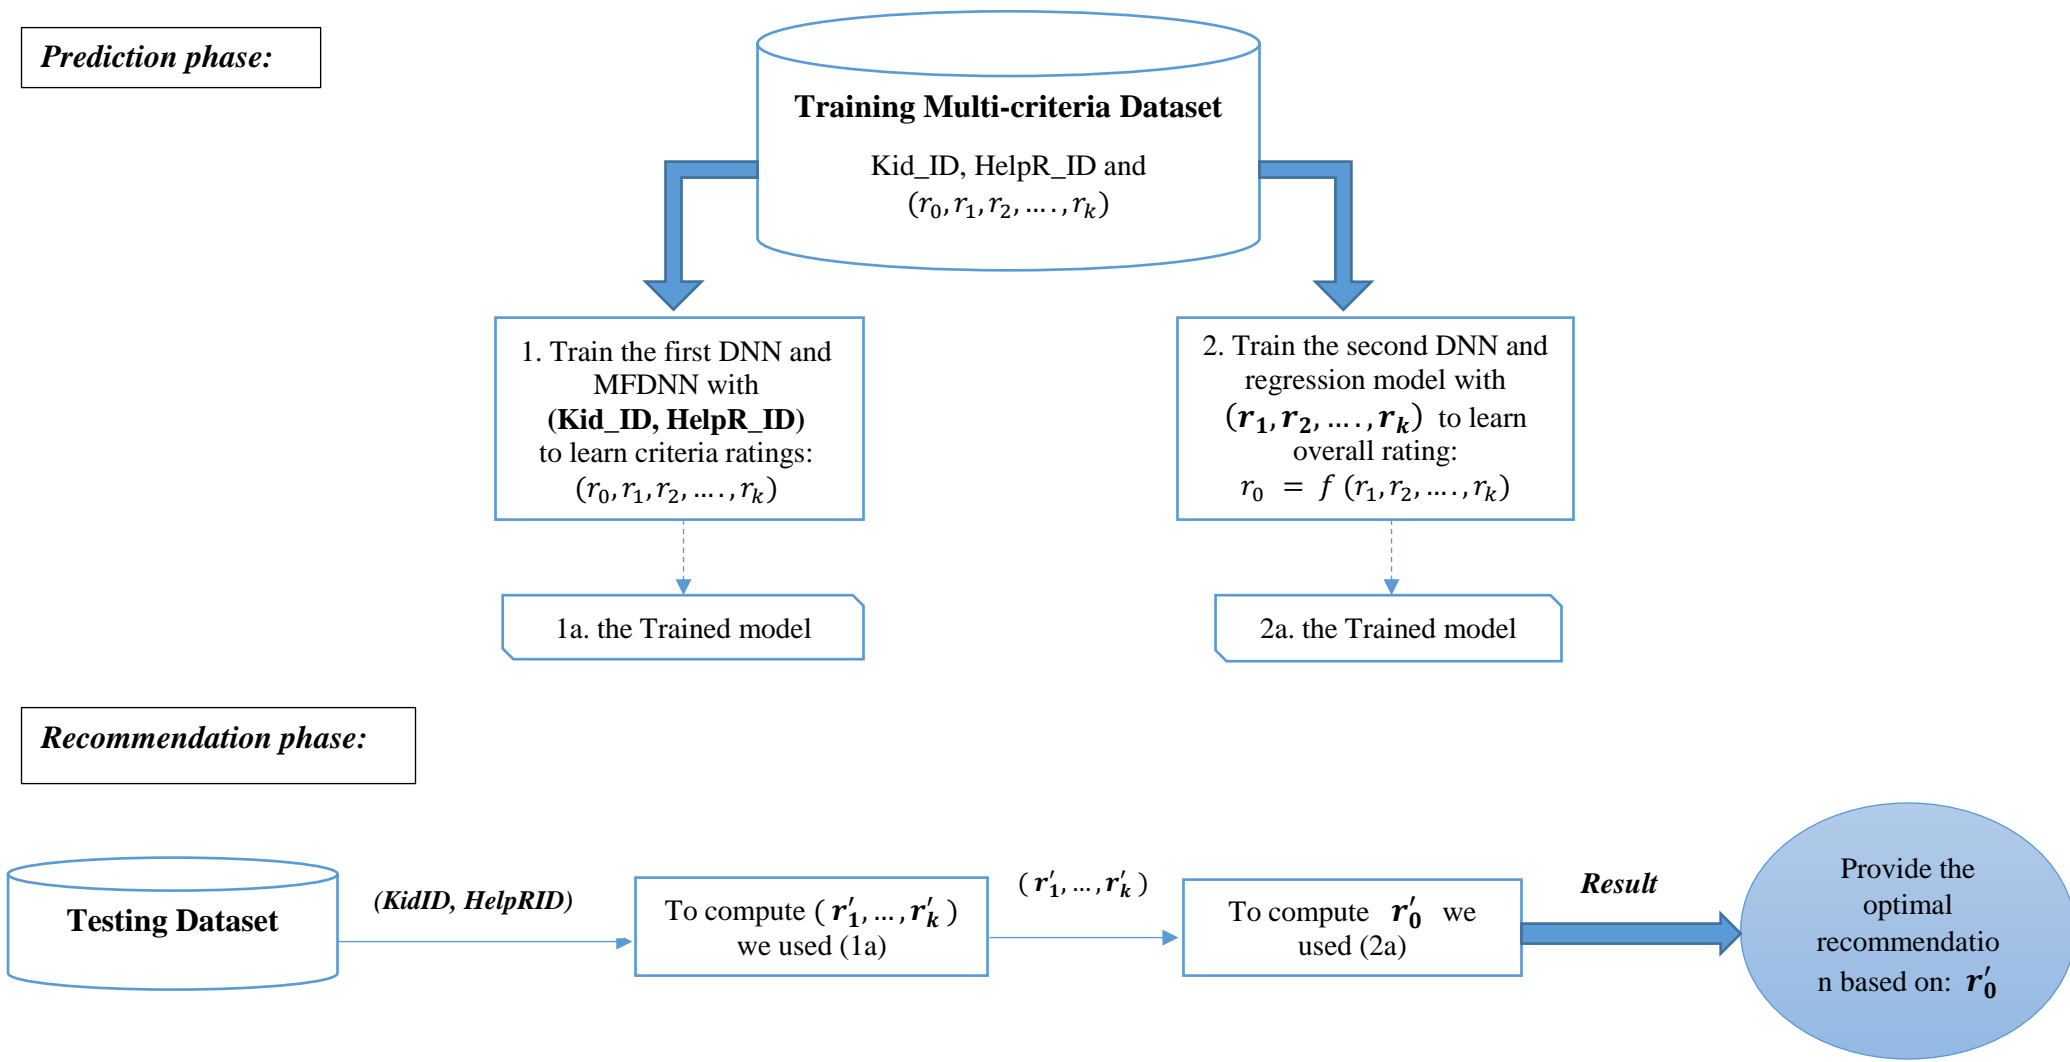 Prediction phase:
Training Multi-criteria Dataset
Kid_ID, HelpR_ID and
(r₀, r₁, r₂, … . , rₖ)
1. Train the first DNN and
MFDNN with
(Kid_ID, HelpR_ID)
to learn criteria ratings:
(r₀, r₁, r₂, … . , rₖ)
2. Train the second DNN and
regression model with
(r₁, r₂, … . , rₖ) to learn
overall rating:
r₀ = f (r₁, r₂, … . , rₖ)
1a. the Trained model
2a. the Trained model
Recommendation phase:
Testing Dataset
(KidID, HelpRID)
To compute ( r′₁, … , r′ₖ)
we used (1a)
( r′₁, … , r′ₖ )
To compute r′₀ we
used (2a)
Result
Provide the
optimal
recommendatio
n based on: r′₀